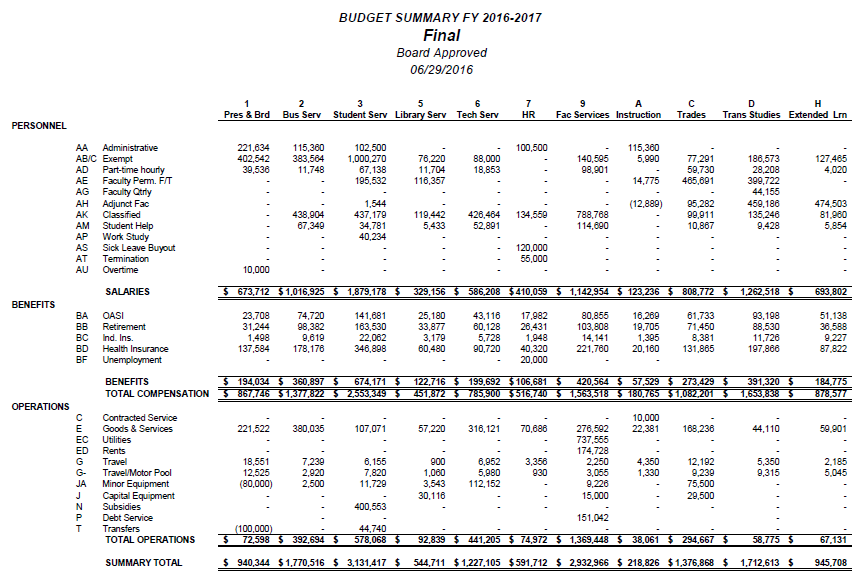 BUDGET SUMMARY FY 2016-2017
Final
Board Approved
06/29/2016
1 2 3 5 6 7 9 A C D H
Pres & Brd Bus Serv Student Serv Library Serv Tech Serv HR Fac Services Instruction Trades Trans Studies Extended Lrn
PERSONNEL
AA Administrative 221,634 115,360 102,500 - - 100,500 - 115,360 - - -
AB/C Exempt 402,542 383,564 1,000,270 76,220 88,000 - 140,595 5,990 77,291 186,573 127,465
AD Part-time hourly 39,536 11,748 67,138 11,704 18,853 - 98,901 - 59,730 28,208 4,020
AE Faculty Perm. F/T - - 195,532 116,357 - - - 14,775 465,691 399,722 -
AG Faculty Qtrly - - - - - - - - - 44,155 -
AH Adjunct Fac - - 1,544 - - - - (12,889) 95,282 459,186 474,503
AK Classified - 438,904 437,179 119,442 426,464 134,559 788,768 - 99,911 135,246 81,960
AM Student Help - 67,349 34,781 5,433 52,891 - 114,690 - 10,867 9,428 5,854
AP Work Study - - 40,234 - - - - - - - -
AS Sick Leave Buyout - - - - - 120,000 - - - - -
AT Termination - - - - - 55,000 - - - - -
AU Overtime 10,000 - - - - - - - - - -
SALARIES $ 673,712 $ 1,016,925 $ 1,879,178 $ 329,156 $ 586,208 $ 410,059 $ 1,142,954 $ 123,236 $ 808,772 $ 1,262,518 $ 693,802
BENEFITS
BA OASI 23,708 74,720 141,681 25,180 43,116 17,982 80,855 16,269 61,733 93,198 51,138
BB Retirement 31,244 98,382 163,530 33,877 60,128 26,431 103,808 19,705 71,450 88,530 36,588
BC Ind. Ins. 1,498 9,619 22,062 3,179 5,728 1,948 14,141 1,395 8,381 11,726 9,227
BD Health Insurance 137,584 178,176 346,898 60,480 90,720 40,320 221,760 20,160 131,865 197,866 87,822
BF Unemployment - - - - - 20,000 - - - - -
BENEFITS $ 194,034 $ 360,897 $ 674,171 $ 122,716 $ 199,692 $ 106,681 $ 420,564 $ 57,529 $ 273,429 $ 391,320 $ 184,775
TOTAL COMPENSATION $ 867,746 $ 1,377,822 $ 2,553,349 $ 451,872 $ 785,900 $ 516,740 $ 1,563,518 $ 180,765 $ 1,082,201 $ 1,653,838 $ 878,577
OPERATIONS
C Contracted Service - - - - - - - 10,000 - - -
E Goods & Services 221,522 380,035 107,071 57,220 316,121 70,686 276,592 22,381 168,236 44,110 59,901
EC Utilities - - - - - - 737,555 - - - -
ED Rents - - - - - - 174,728 - - - -
G Travel 18,551 7,239 6,155 900 6,952 3,356 2,250 4,350 12,192 5,350 2,185
G- Travel/Motor Pool 12,525 2,920 7,820 1,060 5,980 930 3,055 1,330 9,239 9,315 5,045
JA Minor Equipment (80,000) 2,500 11,729 3,543 112,152 - 9,226 - 75,500 - -
J Capital Equipment - - - 30,116 - - 15,000 - 29,500 - -
N Subsidies - - 400,553 - - - - - - - -
P Debt Service - - - - - - 151,042 - - - -
T Transfers (100,000) - 44,740 - - - - - - - -
TOTAL OPERATIONS $ 72,598 $ 392,694 $ 578,068 $ 92,839 $ 441,205 $ 74,972 $ 1,369,448 $ 38,061 $ 294,667 $ 58,775 $ 67,131
SUMMARY TOTAL $ 940,344 $ 1,770,516 $ 3,131,417 $ 544,711 $ 1,227,105 $ 591,712 $ 2,932,966 $ 218,826 $ 1,376,868 $ 1,712,613 $ 945,708